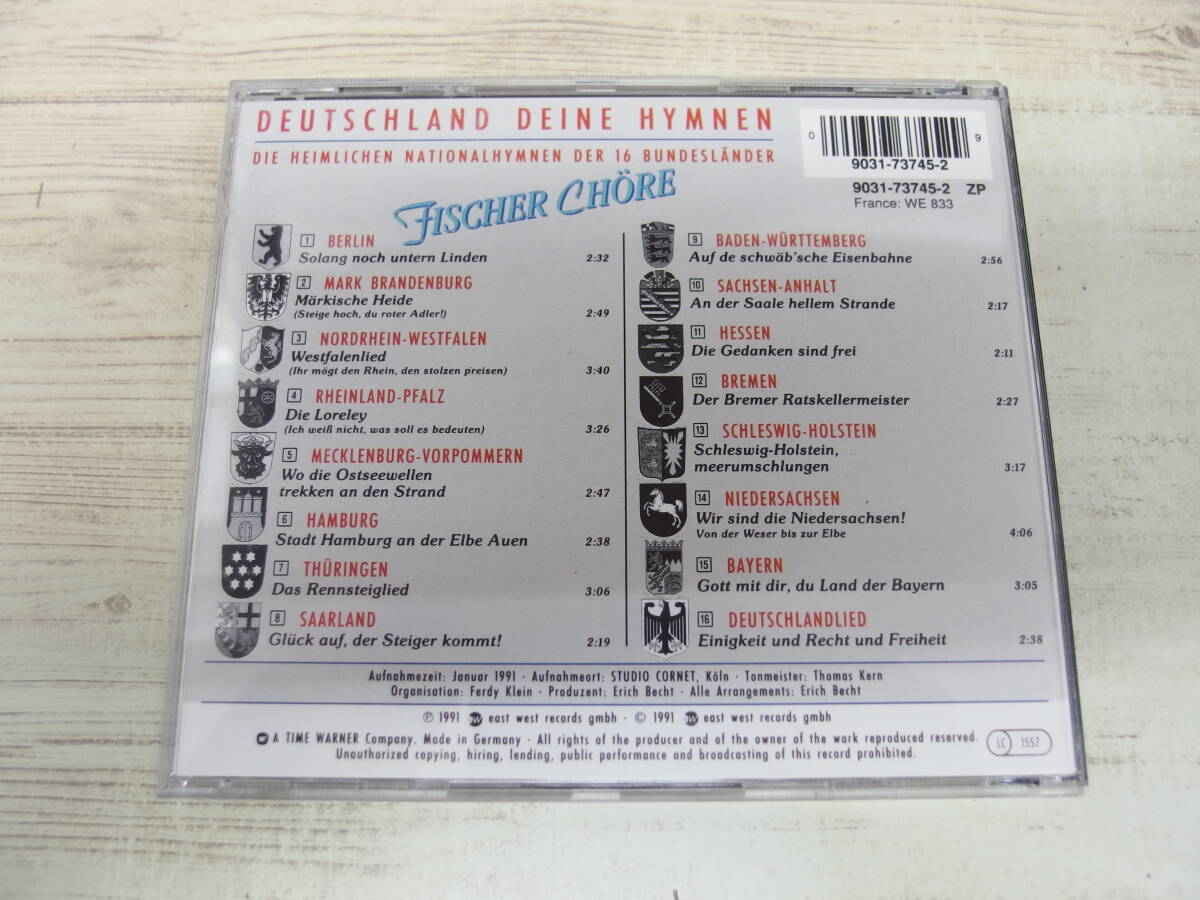 DEUTSCHLAND DEINE HYMNEN
DIE HEIMLICHEN NATIONALHYMNEN DER 16 BUNDESLÄNDER
FISCHER CHÖRE
0 9
9031-73745-2
9031-73745-2 ZP
France: WE 833
1 BERLIN
Solang noch untern Linden 2:32
2 MARK BRANDENBURG
Märkische Heide
(Steige hoch, du roter Adler!) 2:49
3 NORDRHEIN-WESTFALEN
Westfalenlied
(Ihr mögt den Rhein, den stolzen preisen) 3:40
4 RHEINLAND-PFALZ
Die Loreley
(Ich weiß nicht, was soll es bedeuten) 3:26
5 MECKLENBURG-VORPOMMERN
Wo die Ostseewellen
trekken an den Strand 2:47
6 HAMBURG
Stadt Hamburg an der Elbe Auen 2:38
7 THÜRINGEN
Das Rennsteiglied 3:06
8 SAARLAND
Glück auf, der Steiger kommt! 2:19
9 BADEN-WÜRTTEMBERG
Auf de schwäb'sche Eisenbahne 2:56
10 SACHSEN-ANHALT
An der Saale hellem Strande 2:17
11 HESSEN
Die Gedanken sind frei 2:11
12 BREMEN
Der Bremer Ratskellermeister 2:27
13 SCHLESWIG-HOLSTEIN
Schleswig-Holstein,
meerumschlungen 3:17
14 NIEDERSACHSEN
Wir sind die Niedersachsen!
Von der Weser bis zur Elbe 4:06
15 BAYERN
Gott mit dir, du Land der Bayern 3:05
16 DEUTSCHLANDLIED
Einigkeit und Recht und Freiheit 2:38
Aufnahmezeit: Januar 1991 · Aufnahmeort: STUDIO CORNET, Köln · Tonmeister: Thomas Kern
Organisation: Ferdy Klein · Produzent: Erich Becht · Alle Arrangements: Erich Becht
℗ 1991 ew east west records gmbh · © 1991 ew east west records gmbh
A TIME WARNER Company. Made in Germany · All rights of the producer and of the owner of the work reproduced reserved.
Unauthorized copying, hiring, lending, public performance and broadcasting of this record prohibited.
LC 1557